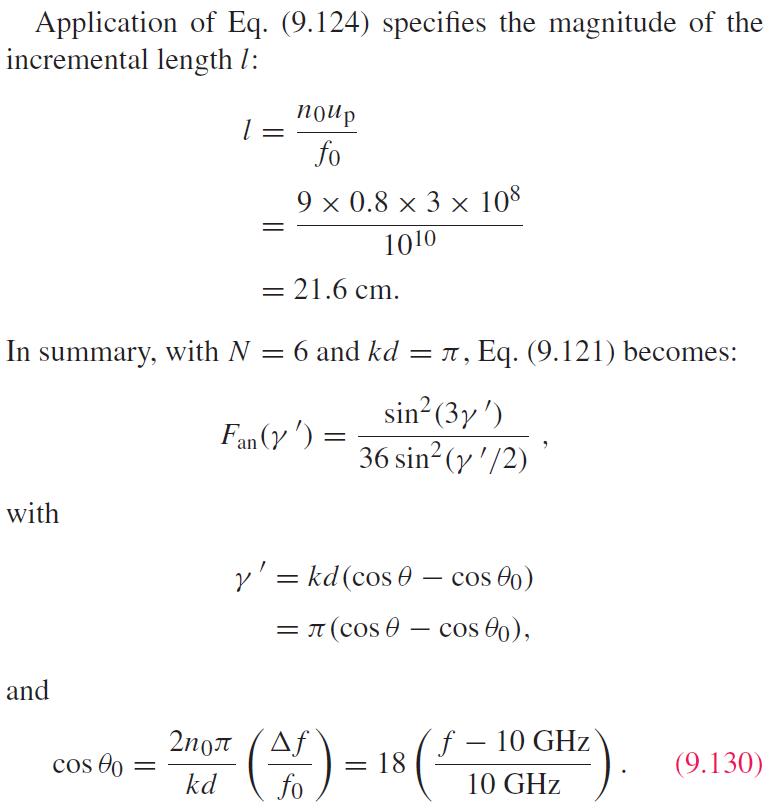 Application of Eq. (9.124) specifies the magnitude of the
incremental length l:
l = n₀uₚ / f₀
= 9 × 0.8 × 3 × 10⁸ / 10¹⁰
= 21.6 cm.
In summary, with N = 6 and kd = π, Eq. (9.121) becomes:
Fₐₙ(γ ′) = sin²(3γ ′) / 36 sin²(γ ′/2) ,
with
γ ′ = kd(cos θ − cos θ₀)
= π(cos θ − cos θ₀),
and
cos θ₀ = 2n₀π / kd (Δf / f₀) = 18 (f − 10 GHz / 10 GHz) . (9.130)